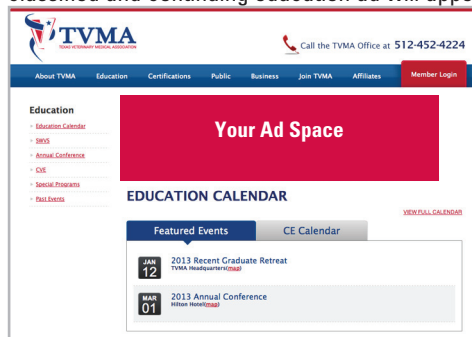 classified and continuing education ad will appe
TVMA
TEXAS VETERINARY MEDICAL ASSOCIATION
Call the TVMA Office at 512-452-4224
About TVMA Education Certifications Public Business Join TVMA Affiliates Member Login
Education
Education Calendar
SWVS
Annual Conference
CVE
Special Programs
Past Events
Your Ad Space
EDUCATION CALENDAR
VIEW FULL CALENDAR
Featured Events CE Calendar
JAN
12
2013 Recent Graduate Retreat
TVMA Headquarters(map)
MAR
01
2013 Annual Conference
Hilton Hotel(map)